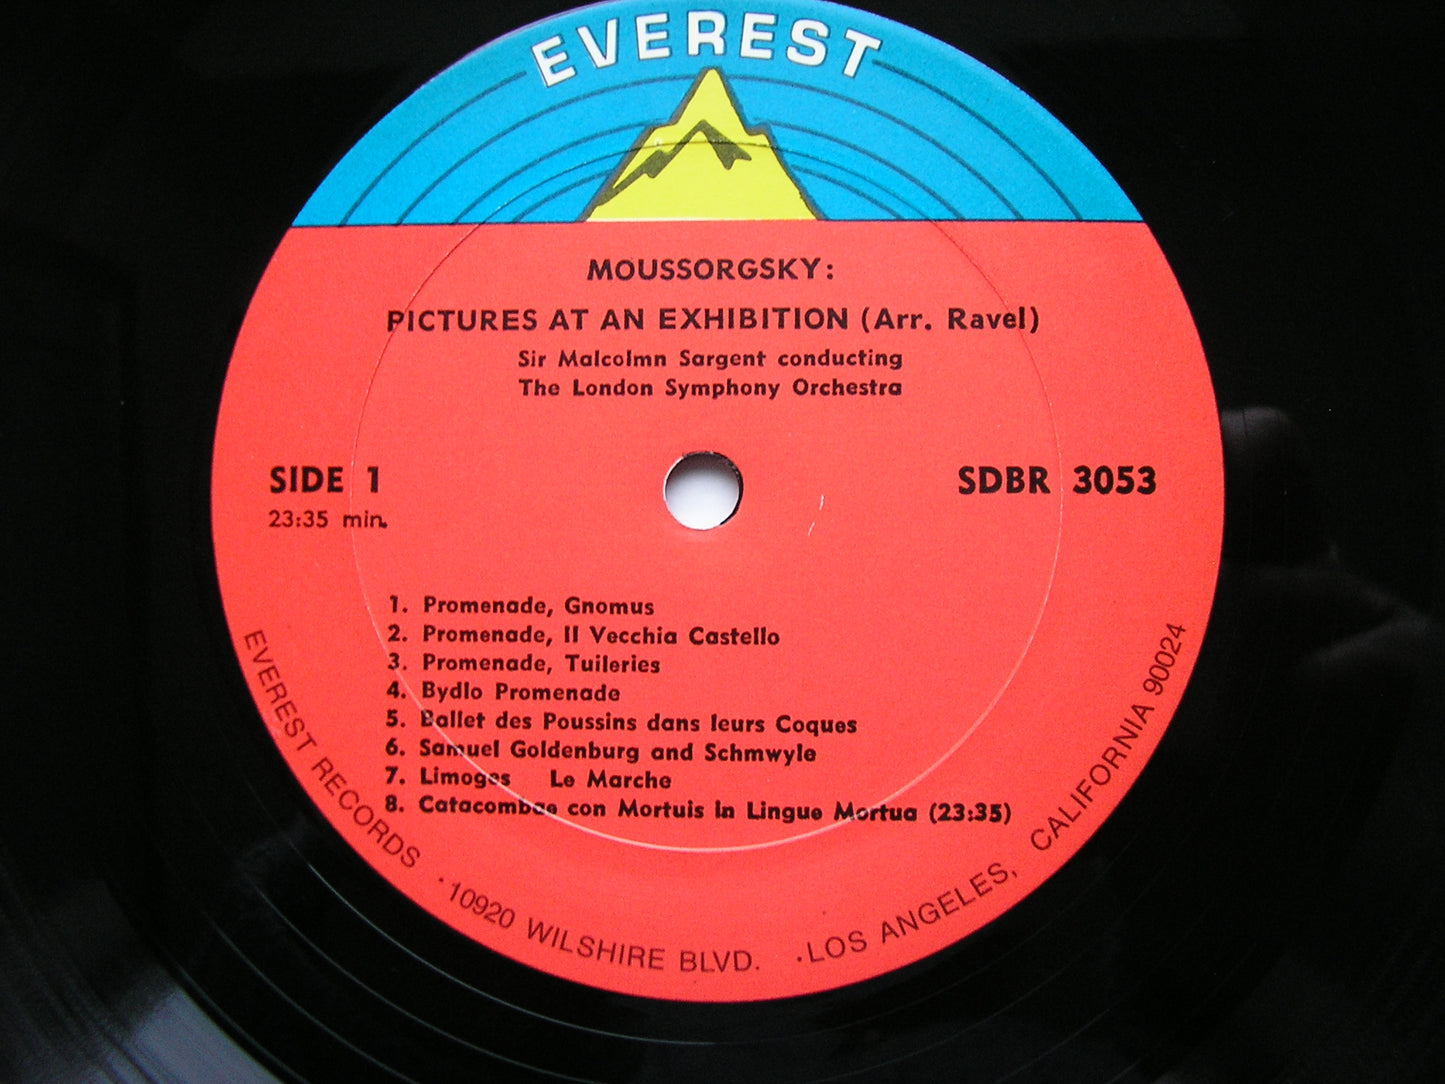 EVEREST
MOUSSORGSKY:
PICTURES AT AN EXHIBITION (Arr. Ravel)
Sir Malcolmn Sargent conducting
The London Symphony Orchestra
SIDE 1
23:35 min.
SDBR 3053
1. Promenade, Gnomus
2. Promenade, Il Vecchia Castello
3. Promenade, Tuileries
4. Bydlo Promenade
5. Ballet des Poussins dans leurs Coques
6. Samuel Goldenburg and Schmwyle
7. Limoges Le Marche
8. Catacombae con Mortuis in Lingue Mortua (23:35)
EVEREST RECORDS · 10920 WILSHIRE BLVD. · LOS ANGELES, CALIFORNIA 90024